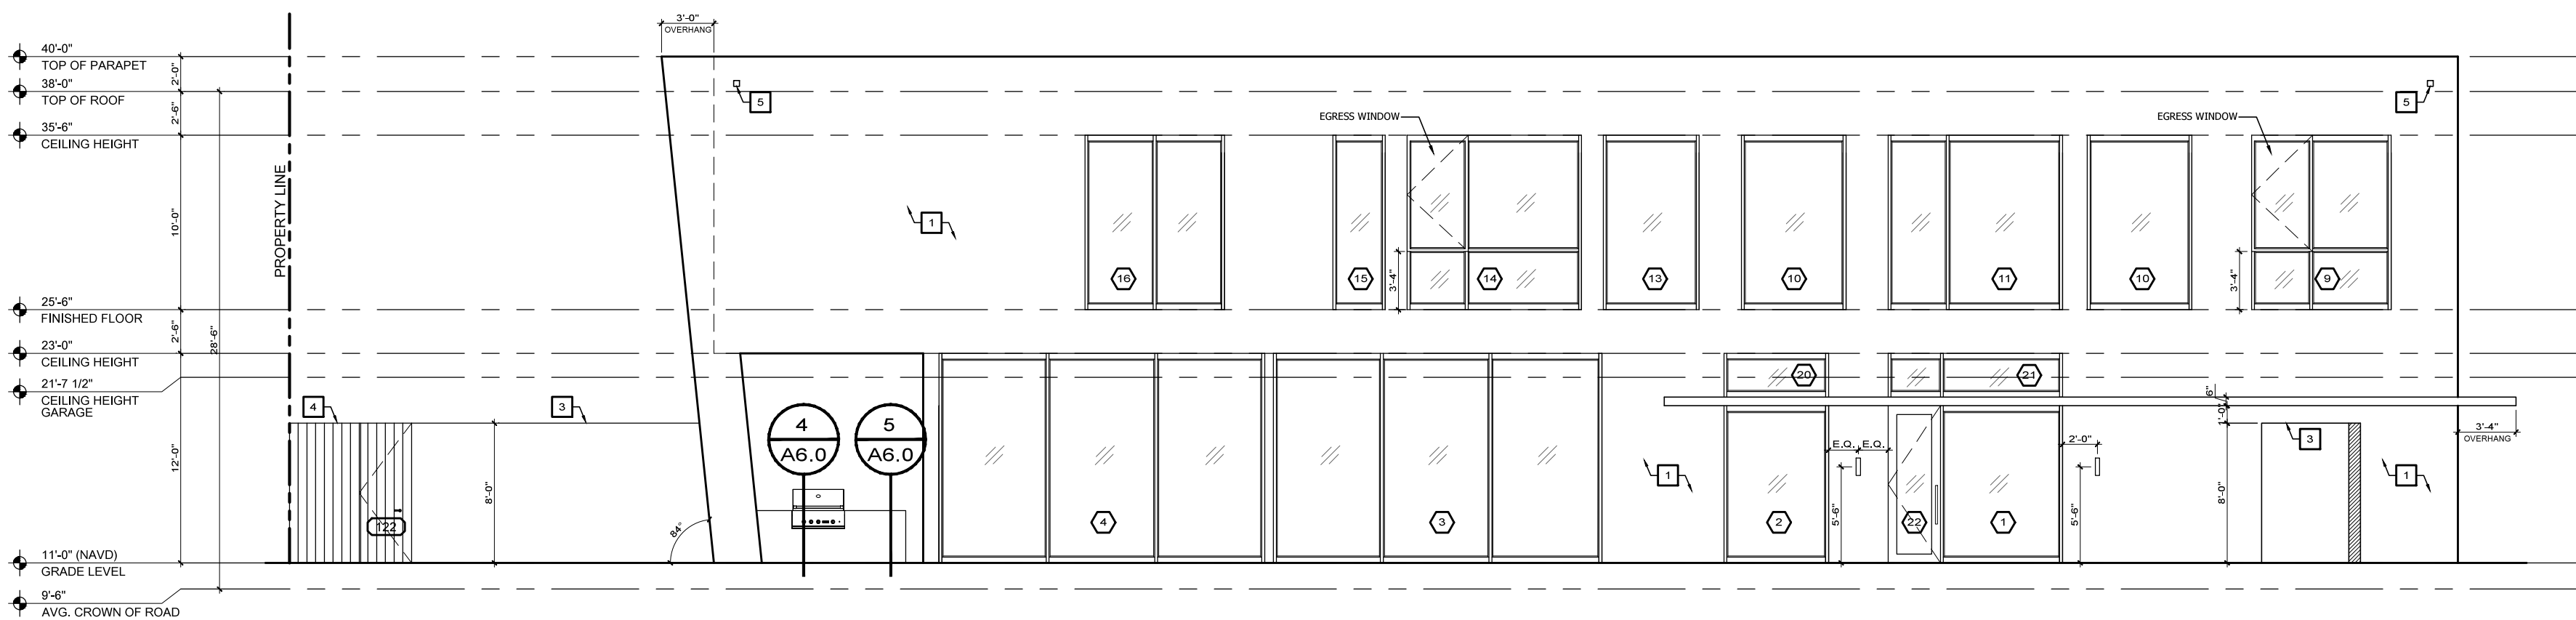 3'-0"
OVERHANG
40'-0"
TOP OF PARAPET
2'-0"
38'-0"
TOP OF ROOF
5
5
2'-6"
EGRESS WINDOW
EGRESS WINDOW
35'-6"
CEILING HEIGHT
PROPERTY LINE
10'-0"
1
16
15
14
13
10
11
10
9
3'-4"
3'-4"
25'-6"
FINISHED FLOOR
2'-6"
28'-6"
23'-0"
CEILING HEIGHT
21'-7 1/2"
CEILING HEIGHT
GARAGE
20
21
6"
1'-0"
4
3
4
A6.0
5
A6.0
3'-4"
OVERHANG
E.Q.
E.Q.
2'-0"
3
12'-0"
1
1
8'-0"
5'-6"
5'-6"
8'-0"
122
84°
4
3
2
22
1
11'-0" (NAVD)
GRADE LEVEL
9'-6"
AVG. CROWN OF ROAD